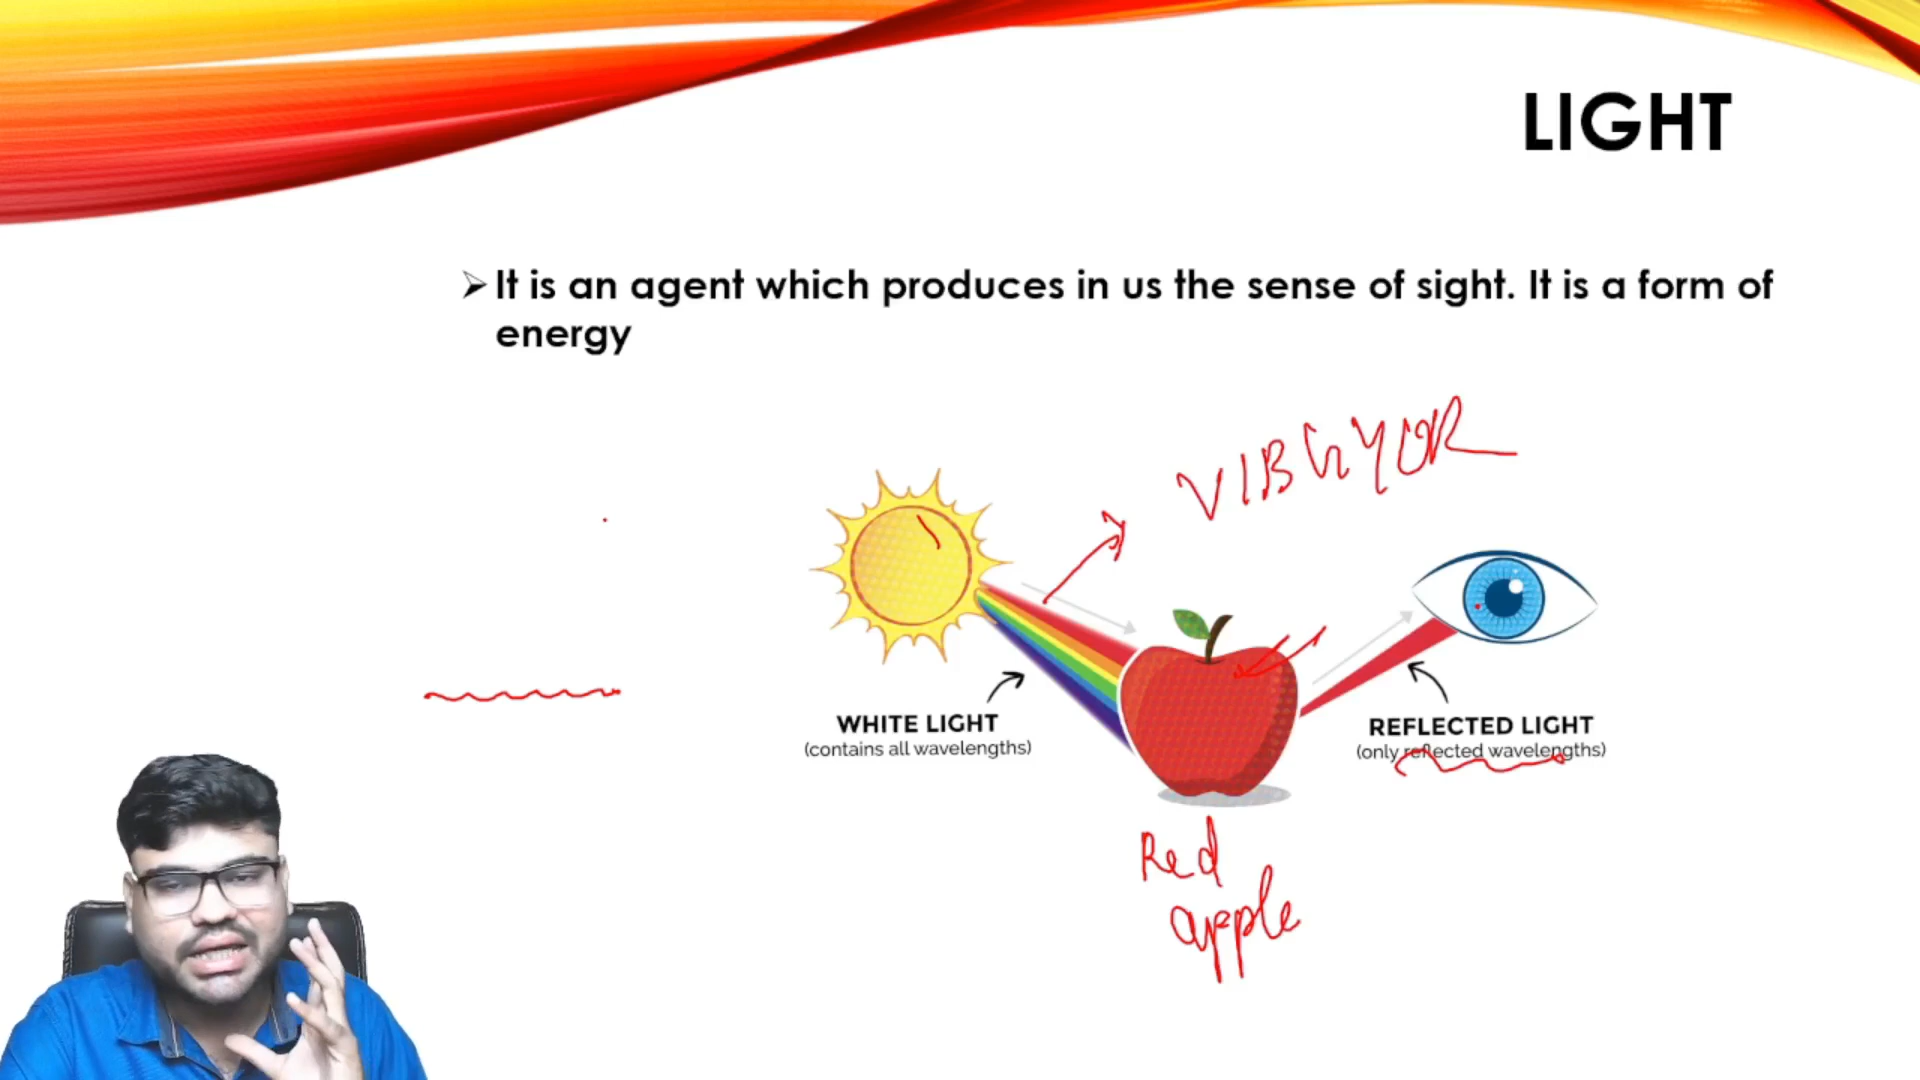 LIGHT
It is an agent which produces in us the sense of sight. It is a form of
energy
VIBGYOR
WHITE LIGHT
(contains all wavelengths)
REFLECTED LIGHT
(only reflected wavelengths)
Red
apple